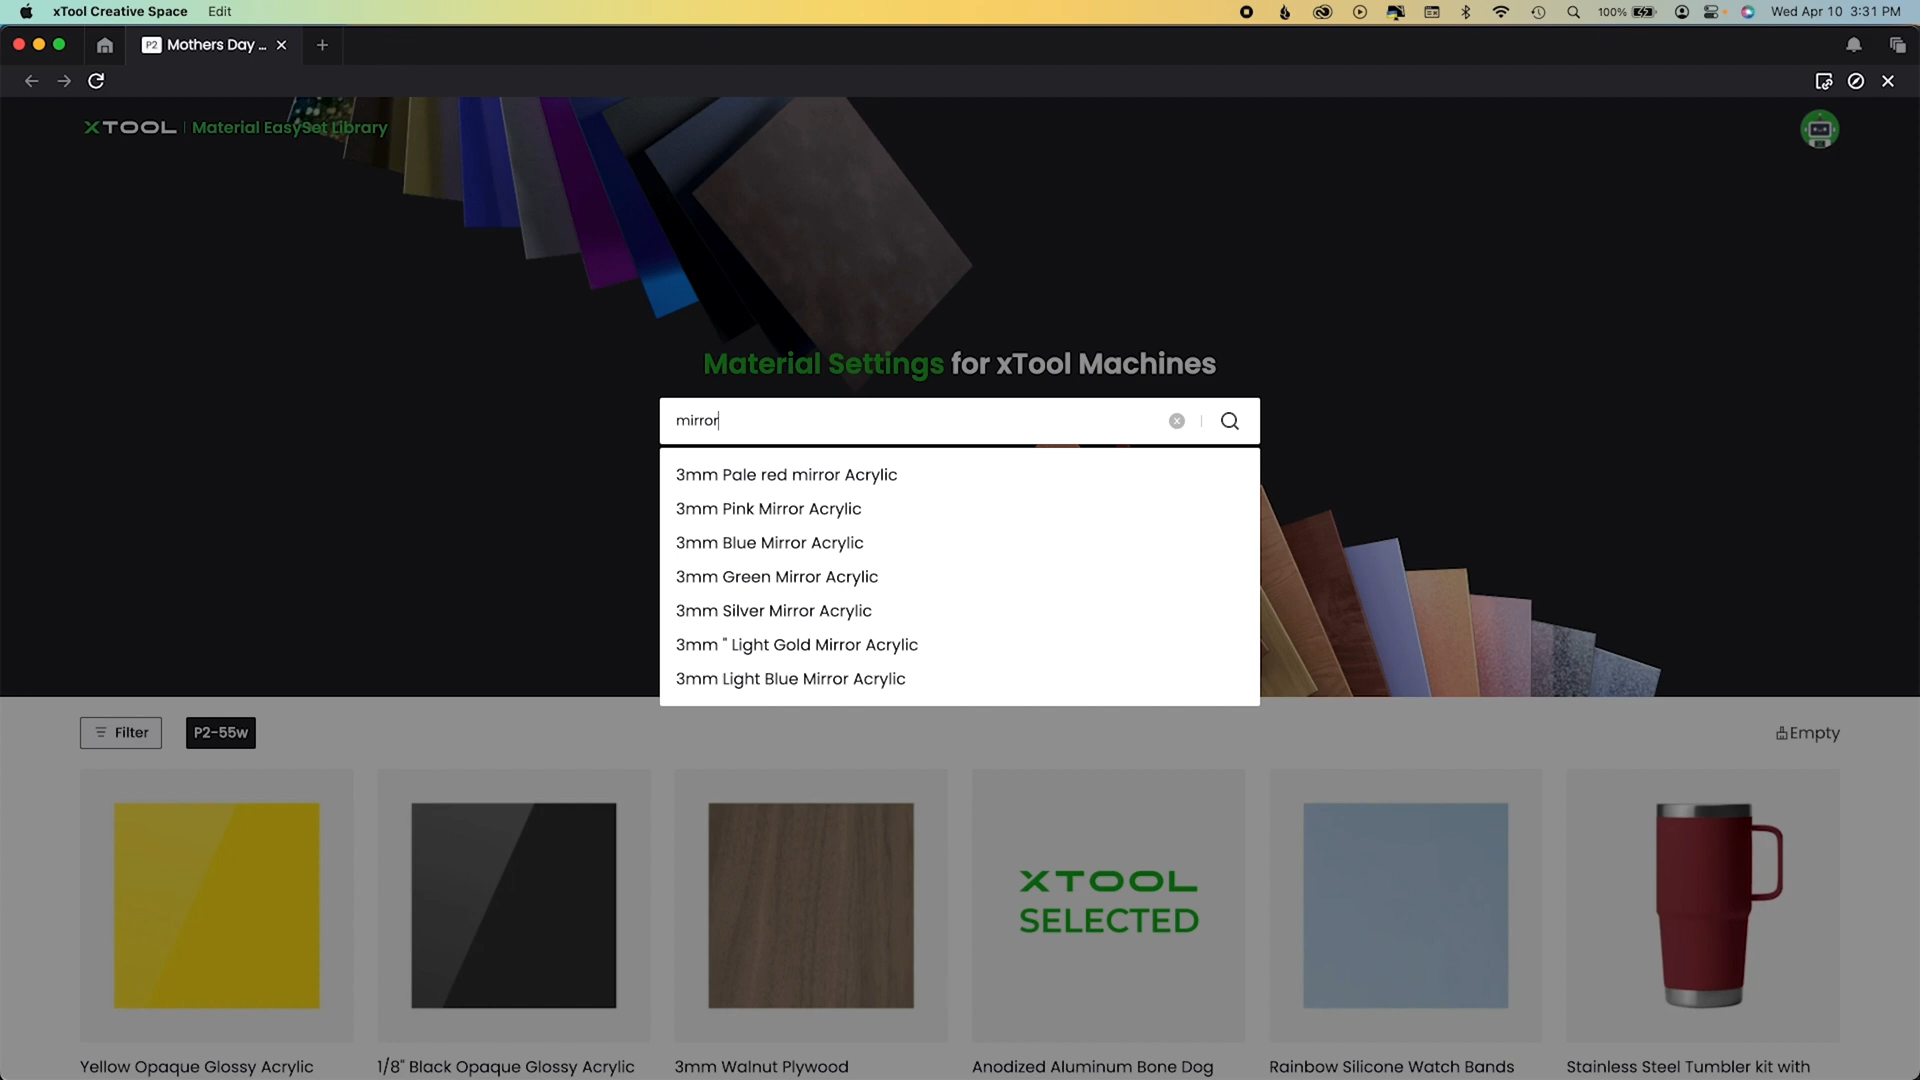 xTool Creative Space Edit 100% Wed Apr 10 3:31 PM
P2 Mothers Day ...
XTOOL | Material EasySet Library
Material Settings for xTool Machines
mirror
3mm Pale red mirror Acrylic
3mm Pink Mirror Acrylic
3mm Blue Mirror Acrylic
3mm Green Mirror Acrylic
3mm Silver Mirror Acrylic
3mm " Light Gold Mirror Acrylic
3mm Light Blue Mirror Acrylic
Filter P2-55w Empty
XTOOL
SELECTED
Yellow Opaque Glossy Acrylic 1/8" Black Opaque Glossy Acrylic 3mm Walnut Plywood Anodized Aluminum Bone Dog Rainbow Silicone Watch Bands Stainless Steel Tumbler kit with